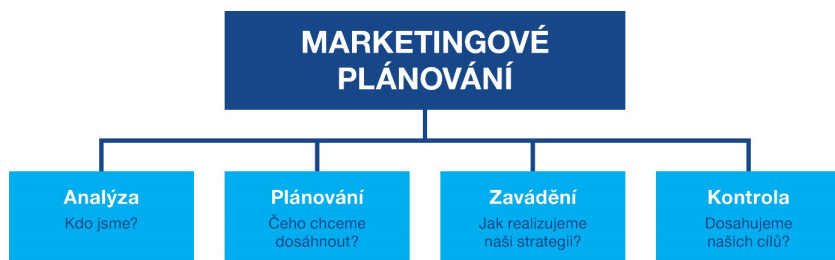 MARKETINGOVÉ
PLÁNOVÁNÍ
Analýza
Kdo jsme?
Plánování
Čeho chceme
dosáhnout?
Zavádění
Jak realizujeme
naši strategii?
Kontrola
Dosahujeme
našich cílů?